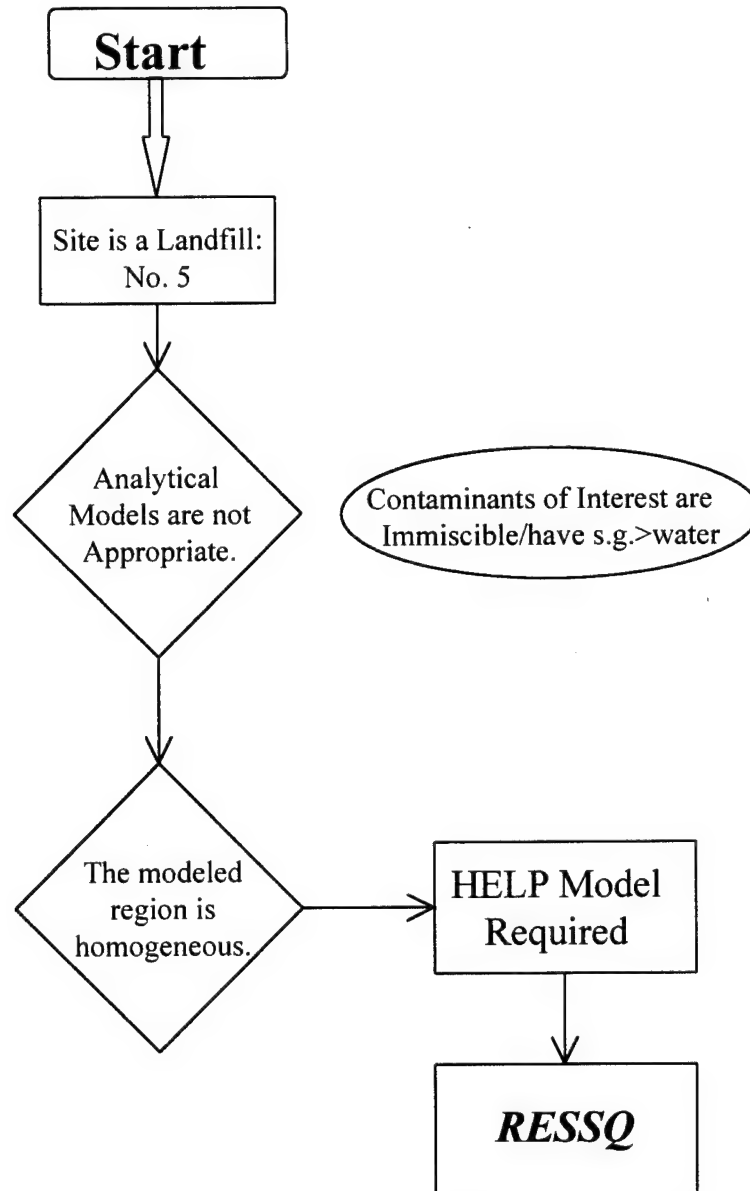 Start
Site is a Landfill:
No. 5
Analytical
Models are not
Appropriate.
Contaminants of Interest are
Immiscible/have s.g.>water
The modeled
region is
homogeneous.
HELP Model
Required
RESSQ